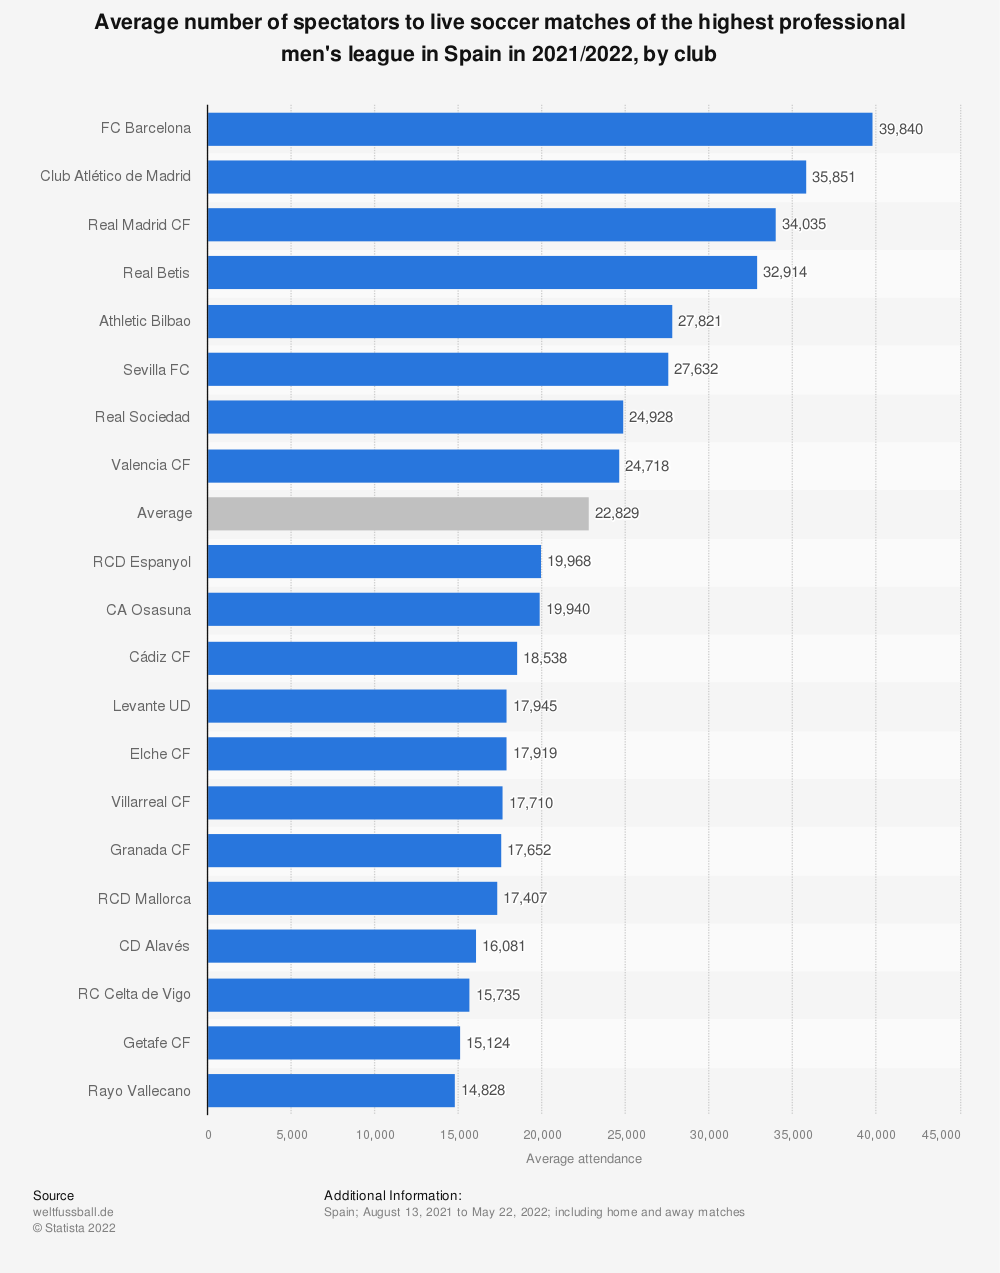 Average number of spectators to live soccer matches of the highest professional
men's league in Spain in 2021/2022, by club
FC Barcelona 39,840
Club Atlético de Madrid 35,851
Real Madrid CF 34,035
Real Betis 32,914
Athletic Bilbao 27,821
Sevilla FC 27,632
Real Sociedad 24,928
Valencia CF 24,718
Average 22,829
RCD Espanyol 19,968
CA Osasuna 19,940
Cádiz CF 18,538
Levante UD 17,945
Elche CF 17,919
Villarreal CF 17,710
Granada CF 17,652
RCD Mallorca 17,407
CD Alavés 16,081
RC Celta de Vigo 15,735
Getafe CF 15,124
Rayo Vallecano 14,828
0 5,000 10,000 15,000 20,000 25,000 30,000 35,000 40,000 45,000
Average attendance
Source
weltfussball.de
© Statista 2022
Additional Information:
Spain; August 13, 2021 to May 22, 2022; including home and away matches